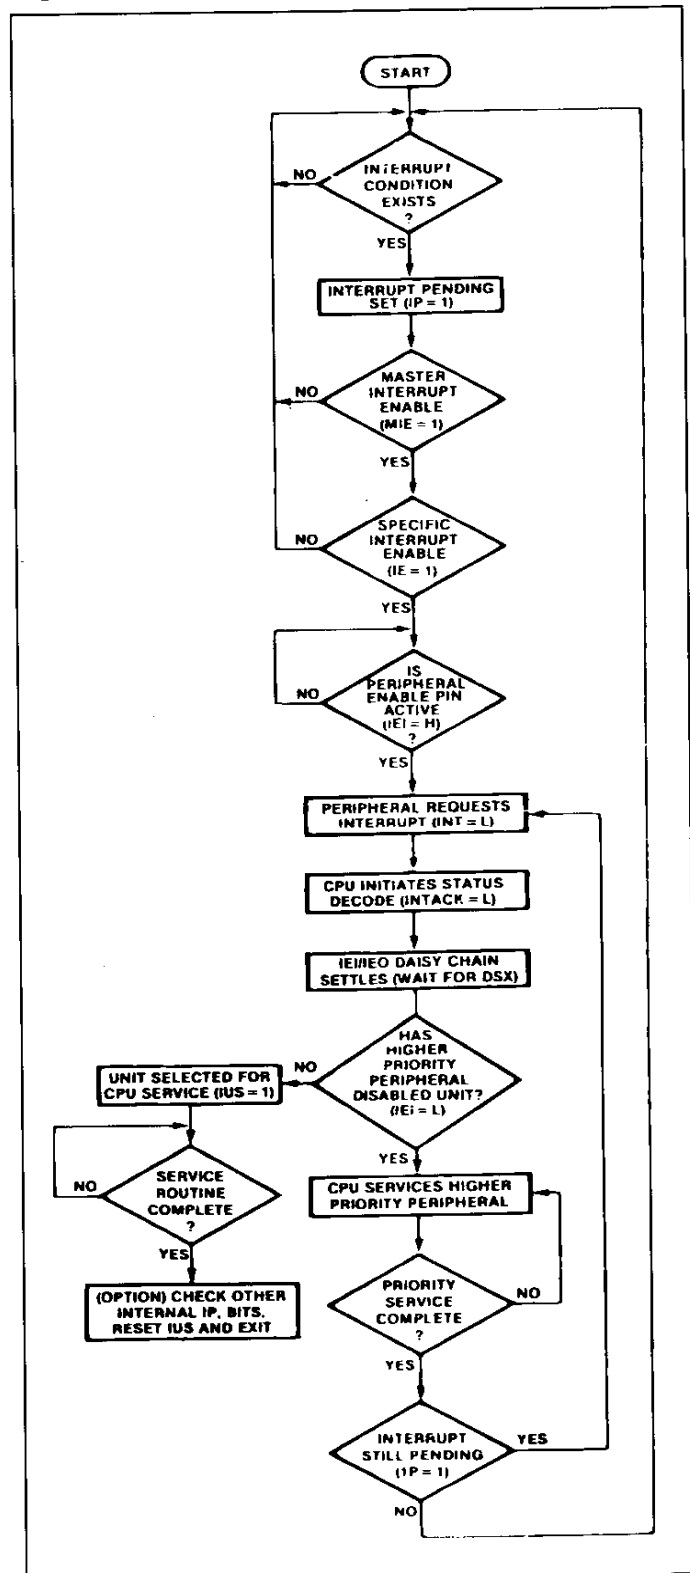 START
INTERRUPT
CONDITION
EXISTS
?
NO
YES
INTERRUPT PENDING
SET (IP = 1)
MASTER
INTERRUPT
ENABLE
(MIE = 1)
NO
YES
SPECIFIC
INTERRUPT
ENABLE
(IE = 1)
NO
YES
IS
PERIPHERAL
ENABLE PIN
ACTIVE
(IEI = H)
?
NO
YES
PERIPHERAL REQUESTS
INTERRUPT (INT = L)
CPU INITIATES STATUS
DECODE (INTACK = L)
IEI/IEO DAISY CHAIN
SETTLES (WAIT FOR DSX)
HAS
HIGHER
PRIORITY
PERIPHERAL
DISABLED UNIT?
(IEI = L)
NO
YES
UNIT SELECTED FOR
CPU SERVICE (IUS = 1)
SERVICE
ROUTINE
COMPLETE
?
NO
YES
(OPTION) CHECK OTHER
INTERNAL IP, BITS,
RESET IUS AND EXIT
CPU SERVICES HIGHER
PRIORITY PERIPHERAL
PRIORITY
SERVICE
COMPLETE
?
NO
YES
INTERRUPT
STILL PENDING
(IP = 1)
YES
NO